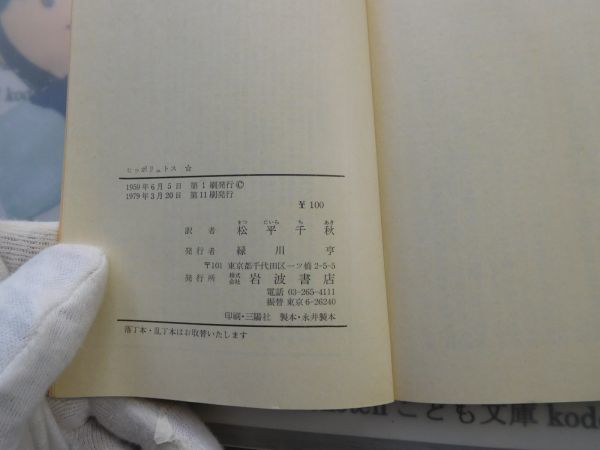 ヒッポリュトス ☆
1959年6月5日 第1刷発行©
1979年3月20日 第11刷発行
¥100
訳者 松平千秋
まつだいらちあき
発行者 緑川亨
〒101 東京都千代田区一ツ橋2-5-5
発行所 株式会社 岩波書店
電話 03-265-4111
振替 東京6-26240
印刷・三陽社 製本・永井製本
落丁本・乱丁本はお取替いたします
こども文庫 kod